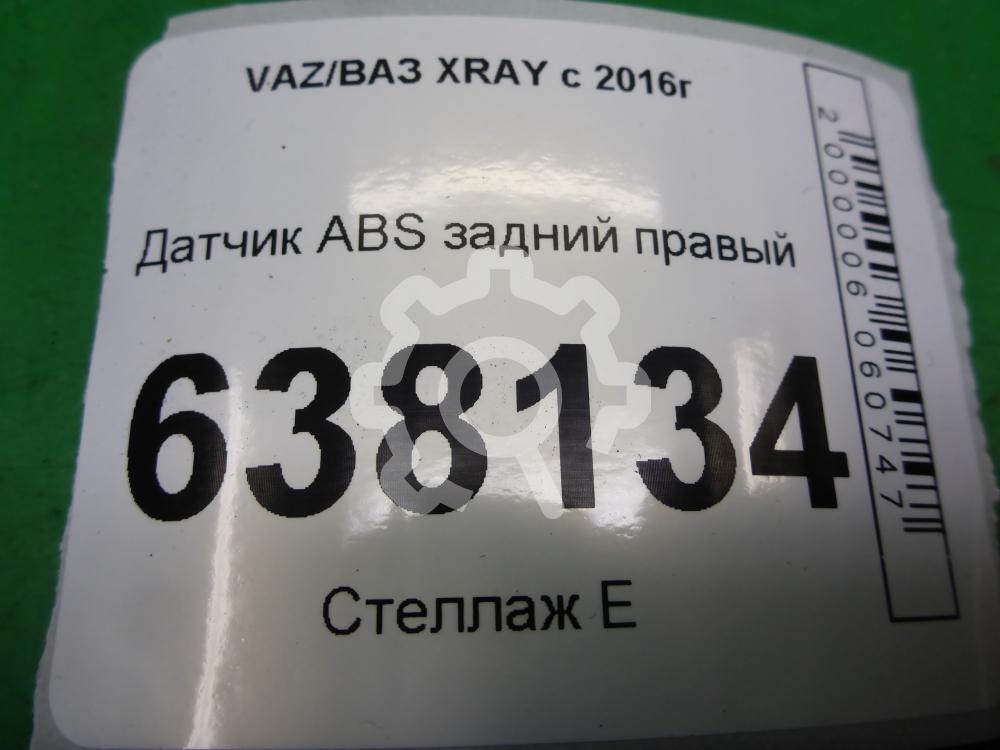 VAZ/ВАЗ XRAY с 2016г
Датчик ABS задний правый
638134
Стеллаж Е
2000006060747